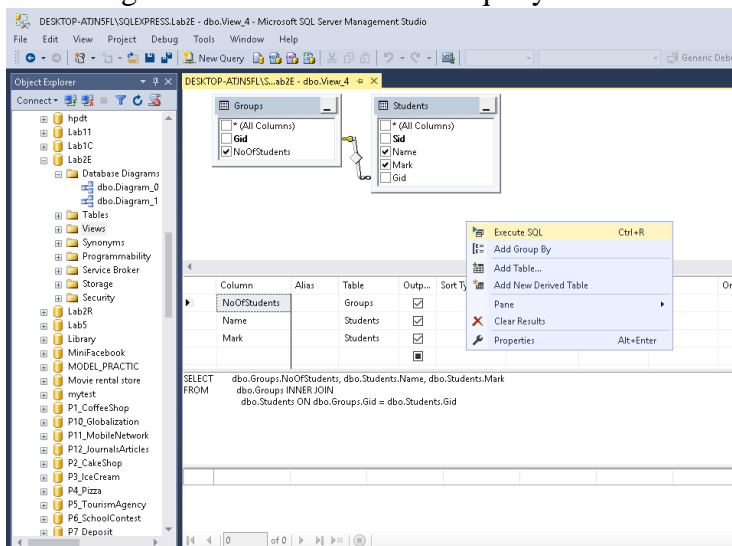 DESKTOP-ATJN5FL\SQLEXPRESS.Lab2E - dbo.View_4 - Microsoft SQL Server Management Studio
File Edit View Project Debug Tools Window Help
New Query
Generic Debu
Object Explorer
Connect
hpdt
Lab11
Lab1C
Lab2E
Database Diagrams
dbo.Diagram_0
dbo.Diagram_1
Tables
Views
Synonyms
Programmability
Service Broker
Storage
Security
Lab2R
Lab5
Library
MiniFacebook
MODEL_PRACTIC
Movie rental store
mytest
P1_CoffeeShop
P10_Globalization
P11_MobileNetwork
P12_JournalsArticles
P2_CakeShop
P3_IceCream
P4_Pizza
P5_TourismAgency
P6_SchoolContest
P7 Deposit
DESKTOP-ATJN5FL\S...ab2E - dbo.View_4
Groups
* (All Columns)
Gid
NoOfStudents
Students
* (All Columns)
Sid
Name
Mark
Gid
Execute SQL Ctrl+R
Add Group By
Add Table...
Add New Derived Table
Pane
Clear Results
Properties Alt+Enter
Column Alias Table Outp... Sort Ty Or
NoOfStudents Groups
Name Students
Mark Students
SELECT dbo.Groups.NoOfStudents, dbo.Students.Name, dbo.Students.Mark
FROM dbo.Groups INNER JOIN
dbo.Students ON dbo.Groups.Gid = dbo.Students.Gid
0 of 0